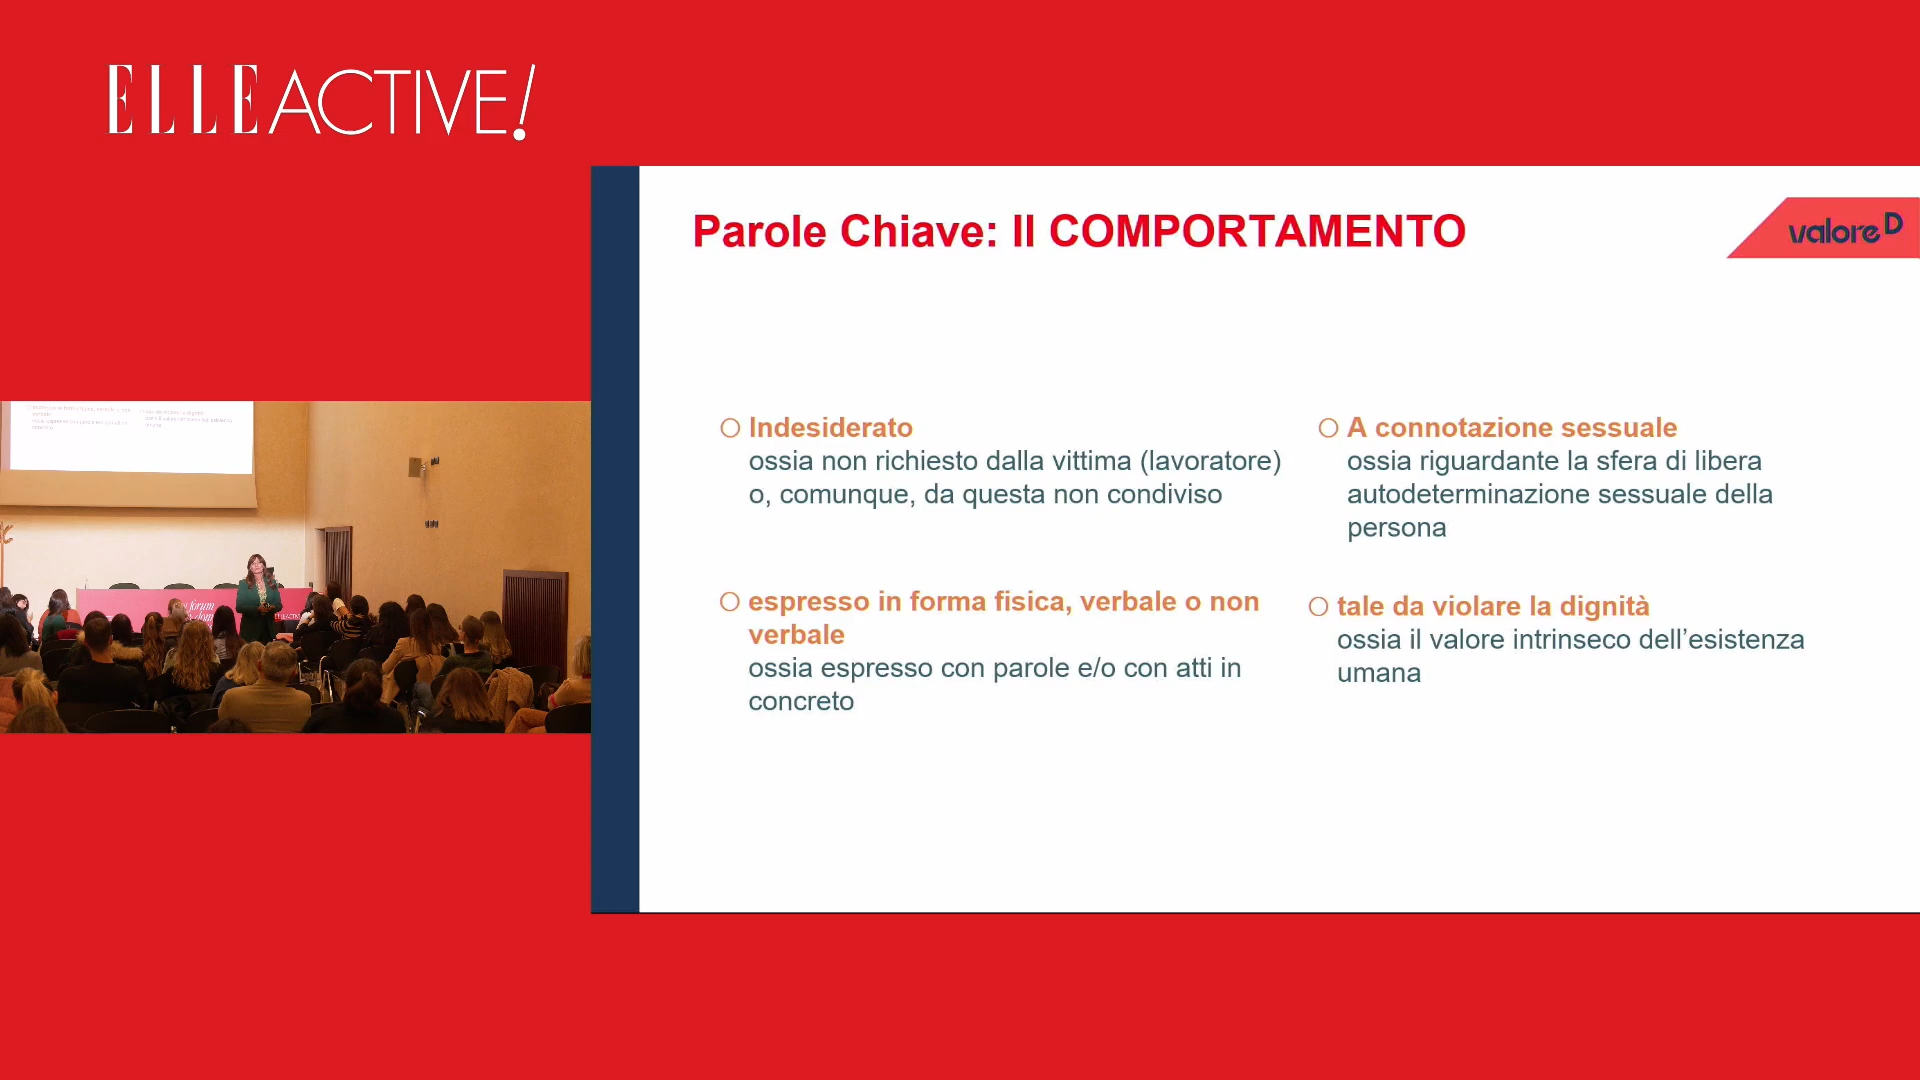 ELLE ACTIVE!
Parole Chiave: Il COMPORTAMENTO
valoreD
Indesiderato
ossia non richiesto dalla vittima (lavoratore)
o, comunque, da questa non condiviso
A connotazione sessuale
ossia riguardante la sfera di libera
autodeterminazione sessuale della
persona
espresso in forma fisica, verbale o non
verbale
ossia espresso con parole e/o con atti in
concreto
tale da violare la dignità
ossia il valore intrinseco dell’esistenza
umana
forum